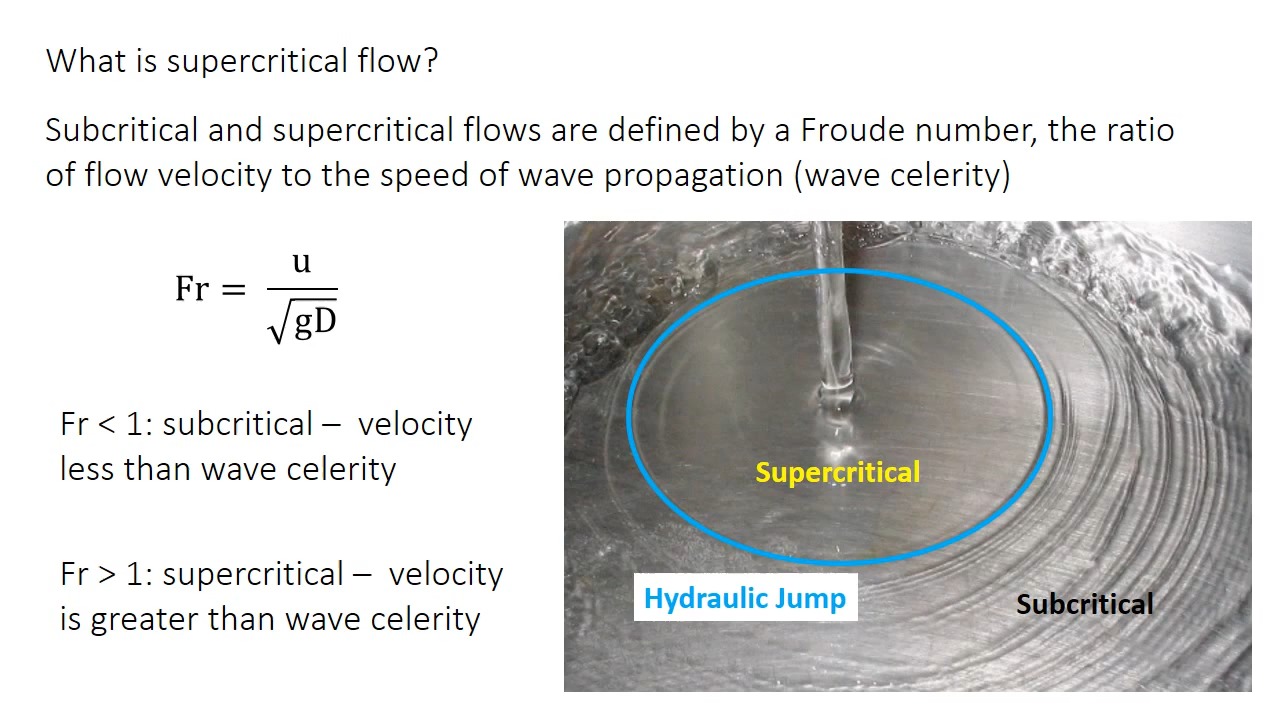 What is supercritical flow?
Subcritical and supercritical flows are defined by a Froude number, the ratio
of flow velocity to the speed of wave propagation (wave celerity)
Fr = u / √gD
Fr < 1: subcritical – velocity
less than wave celerity
Fr > 1: supercritical – velocity
is greater than wave celerity
Supercritical
Hydraulic Jump
Subcritical